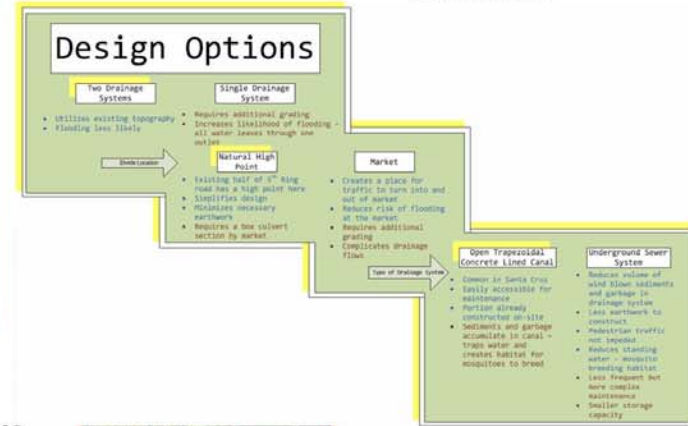 Design Options
Two Drainage
Systems
• Utilizes existing topography
• Flooding less likely
Single Drainage
System
• Requires additional grading
• Increases likelihood of flooding –
all water leaves through one
outlet
Divide Location
Natural High
Point
• Existing half of 5th Ring
road has a high point here
• Simplifies design
• Minimizes necessary
earthwork
• Requires a box culvert
section by market
Market
• Creates a place for
traffic to turn into and
out of market
• Reduces risk of flooding
at the market
• Requires additional
grading
• Complicates drainage
flows
Type of Drainage System
Open Trapezoidal
Concrete Lined Canal
• Common in Santa Cruz
• Easily accessible for
maintenance
• Portion already
constructed on-site
• Sediments and garbage
accumulate in canal –
traps water and
creates habitat for
mosquitoes to breed
Underground Sewer
System
• Reduces volume of
wind blown sediments
and garbage in
drainage system
• Less earthwork to
construct
• Pedestrian traffic
not impeded
• Reduces standing
water – mosquito
breeding habitat
• Less frequent but
more complex
maintenance
• Smaller storage
capacity